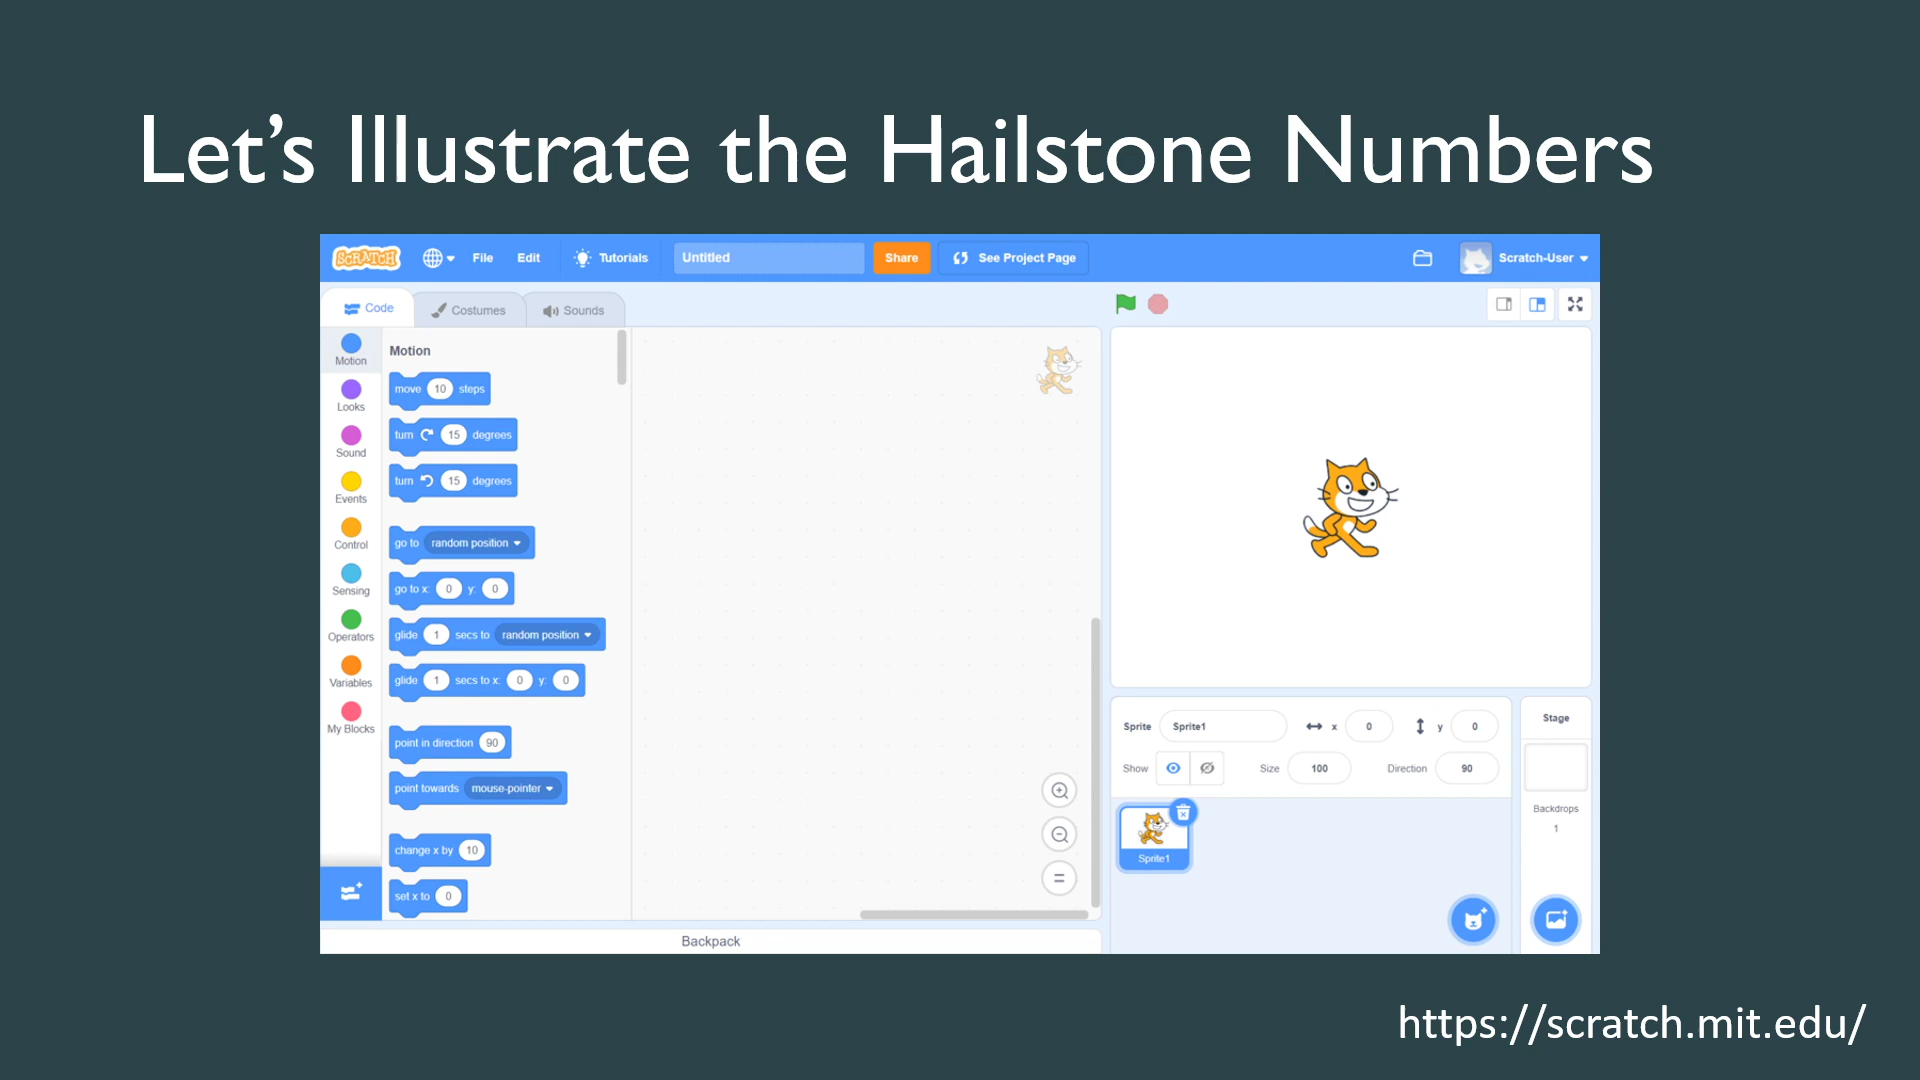 Let's Illustrate the Hailstone Numbers
SCRATCH File Edit Tutorials Untitled Share See Project Page Scratch-User
Code Costumes Sounds
Motion
Looks
Sound
Events
Control
Sensing
Operators
Variables
My Blocks
Motion
move 10 steps
turn 15 degrees
turn 15 degrees
go to random position
go to x: 0 y: 0
glide 1 secs to random position
glide 1 secs to x: 0 y: 0
point in direction 90
point towards mouse-pointer
change x by 10
set x to 0
Backpack
Sprite Sprite1 x 0 y 0
Show Size 100 Direction 90
Sprite1
Stage
Backdrops
1
https://scratch.mit.edu/